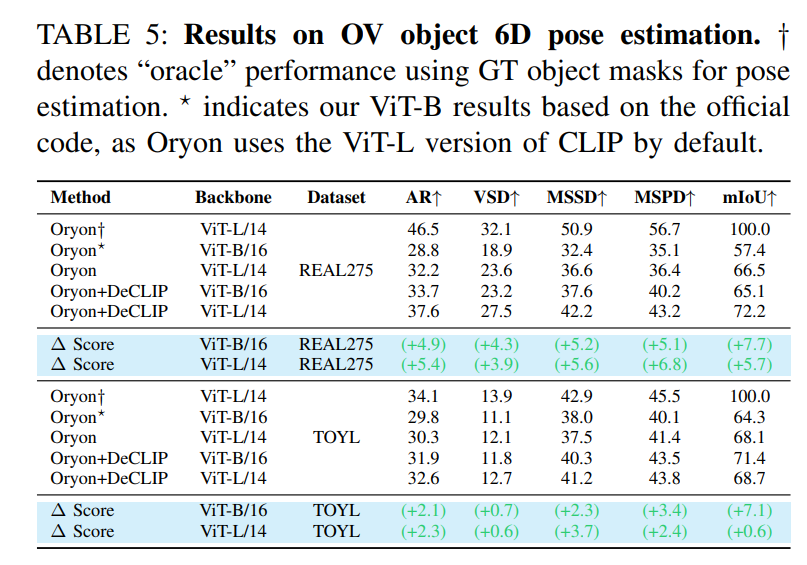 TABLE 5: Results on OV object 6D pose estimation. †
denotes “oracle” performance using GT object masks for pose
estimation. ⋆ indicates our ViT-B results based on the official
code, as Oryon uses the ViT-L version of CLIP by default.
Method Backbone Dataset AR↑ VSD↑ MSSD↑ MSPD↑ mIoU↑
Oryon† ViT-L/14 46.5 32.1 50.9 56.7 100.0
Oryon⋆ ViT-B/16 28.8 18.9 32.4 35.1 57.4
Oryon ViT-L/14 REAL275 32.2 23.6 36.6 36.4 66.5
Oryon+DeCLIP ViT-B/16 33.7 23.2 37.6 40.2 65.1
Oryon+DeCLIP ViT-L/14 37.6 27.5 42.2 43.2 72.2
Δ Score ViT-B/16 REAL275 (+4.9) (+4.3) (+5.2) (+5.1) (+7.7)
Δ Score ViT-L/14 REAL275 (+5.4) (+3.9) (+5.6) (+6.8) (+5.7)
Oryon† ViT-L/14 34.1 13.9 42.9 45.5 100.0
Oryon⋆ ViT-B/16 29.8 11.1 38.0 40.1 64.3
Oryon ViT-L/14 TOYL 30.3 12.1 37.5 41.4 68.1
Oryon+DeCLIP ViT-B/16 31.9 11.8 40.3 43.5 71.4
Oryon+DeCLIP ViT-L/14 32.6 12.7 41.2 43.8 68.7
Δ Score ViT-B/16 TOYL (+2.1) (+0.7) (+2.3) (+3.4) (+7.1)
Δ Score ViT-L/14 TOYL (+2.3) (+0.6) (+3.7) (+2.4) (+0.6)